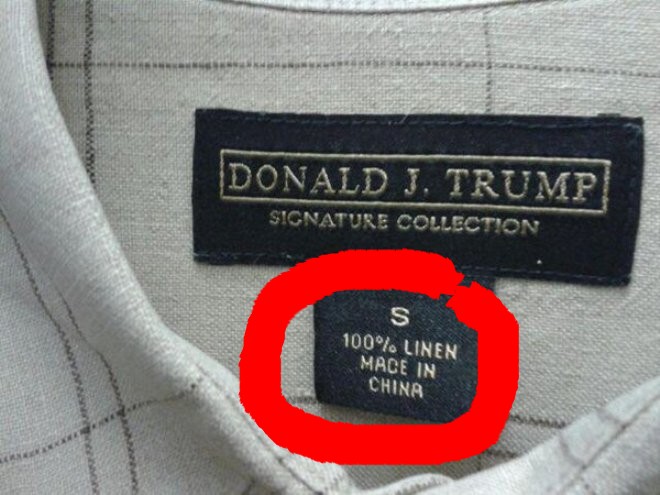 DONALD J. TRUMP
SIGNATURE COLLECTION
S
100% LINEN
MADE IN
CHINA